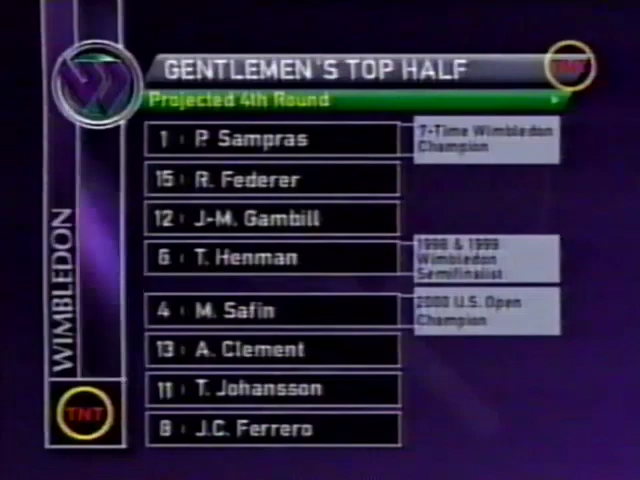 GENTLEMEN'S TOP HALF
TNT
Projected 4th Round
1 P. Sampras
7-Time Wimbledon
Champion
15 R. Federer
12 J-M. Gambill
6 T. Henman
1998 & 1999
Wimbledon
Semifinalist
4 M. Safin
2000 U.S. Open
Champion
13 A. Clement
11 T. Johansson
8 J.C. Ferrero
WIMBLEDON
TNT